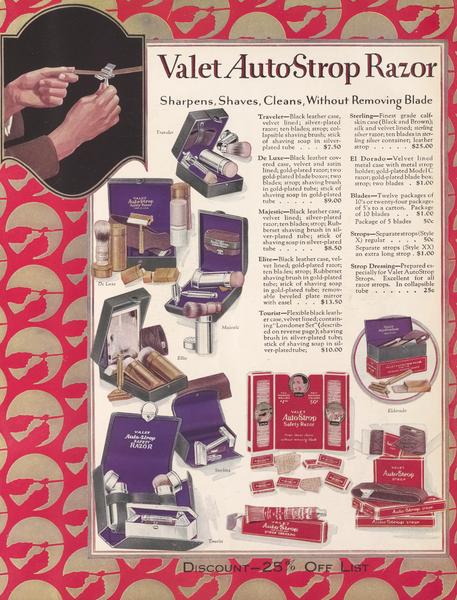 Valet AutoStrop Razor
Sharpens, Shaves, Cleans, Without Removing Blade
Traveler—Black leather case,
velvet lined; silver-plated
razor; ten blades; strop; col-
lapsible shaving brush; stick
of shaving soap in silver-
plated tube . . . . $7.50
De Luxe—Black leather cov-
ered case, velvet and satin
lined; gold-plated razor; two
gold-plated blade boxes; two
blades; strop; shaving brush
in gold-plated tube; stick of
shaving soap in gold-plated
tube . . . . . . $9.00
Majestic—Black leather case,
velvet lined; silver-plated
razor; ten blades; strop; Rub-
berset shaving brush in sil-
ver-plated tube; stick of
shaving soap in silver-plated
tube . . . . . . $8.50
Elite—Black leather case, vel-
vet lined; gold-plated razor;
ten blades; strop; Rubberset
shaving brush in gold-plated
tube; stick of shaving soap
in gold-plated tube; remov-
able beveled plate mirror
with easel . . . $13.50
Tourist—Flexible black leath-
er case, velvet lined; contain-
ing "Londoner Set" (describ-
ed on reverse page); shaving
brush in silver-plated tube;
stick of shaving soap in sil-
ver-plated tube; $10.00
Sterling—Finest grade calf-
skin case (Black and Brown),
silk and velvet lined; sterling
silver razor; ten blades in ster-
ling silver container; leather
strop . . . . . $25.00
El Dorado—Velvet lined
metal case with metal strop
holder; gold-plated Model C
razor; gold-plated blade box;
strop; two blades . $1.00
Blades—Twelve packages of
10's or twenty-four packages
of 5's to a carton. Package
of 10 blades . . . $1.00
Package of 5 blades 50c
Strops—Separate strops (Style
X) regular . . . . 50c
Separate strops (Style XX)
an extra long strop . $1.00
Strop Dressing—Prepared es-
pecially for Valet AutoStrop
Strops. Excellent for all
razor strops. In collapsible
tube . . . . . . 25c
Traveler
De Luxe
Majestic
Elite
Sterling
Tourist
Eldorado
VALET
AutoStrop
Safety Razor
VALET
Auto-Strop
SAFETY
RAZOR
VALET
AutoStrop
Safety Razor
AutoStrop
STROP
AutoStrop
STROP DRESSING
Discount—25% Off List